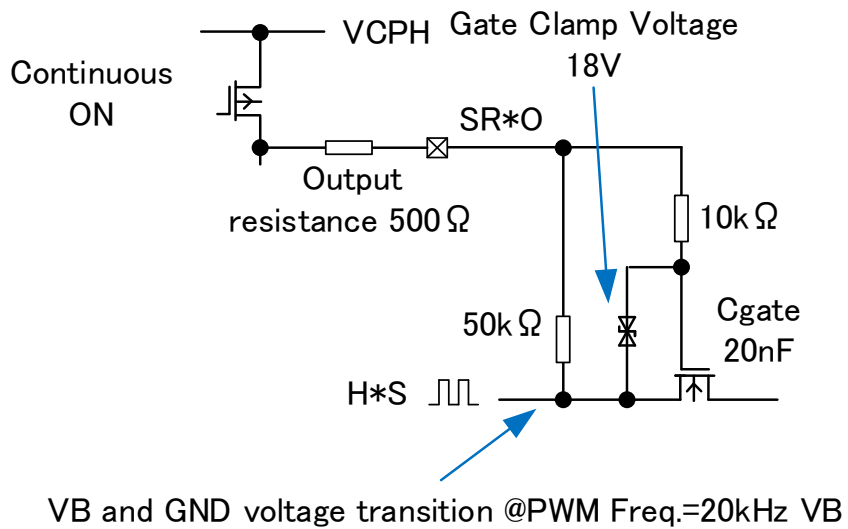 VCPH
Gate Clamp Voltage
18V
Continuous
ON
SR*O
Output
resistance 500Ω
10kΩ
50kΩ
Cgate
20nF
H*S
VB and GND voltage transition @PWM Freq.=20kHz VB